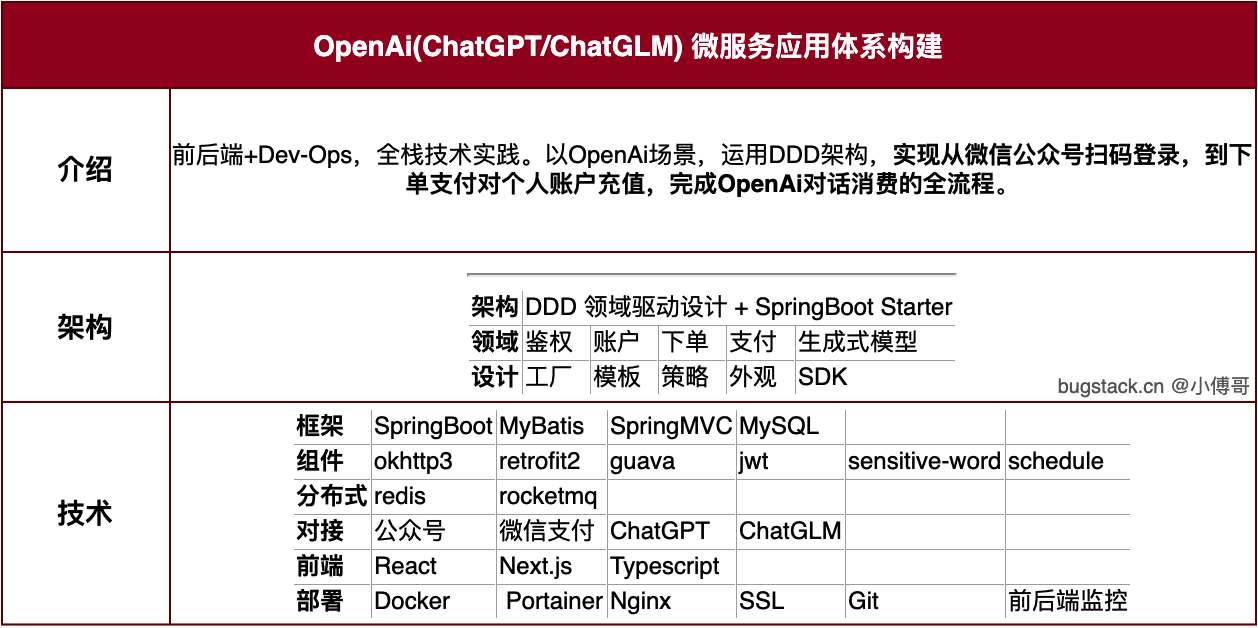 OpenAi(ChatGPT/ChatGLM) 微服务应用体系构建
介绍
前后端+Dev-Ops，全栈技术实践。以OpenAi场景，运用DDD架构，实现从微信公众号扫码登录，到下
单支付对个人账户充值，完成OpenAi对话消费的全流程。
架构
架构 DDD 领域驱动设计 + SpringBoot Starter
领域 鉴权 账户 下单 支付 生成式模型
设计 工厂 模板 策略 外观 SDK
bugstack.cn @小傅哥
技术
框架 SpringBoot MyBatis SpringMVC MySQL
组件 okhttp3 retrofit2 guava jwt sensitive-word schedule
分布式 redis rocketmq
对接 公众号 微信支付 ChatGPT ChatGLM
前端 React Next.js Typescript
部署 Docker Portainer Nginx SSL Git 前后端监控